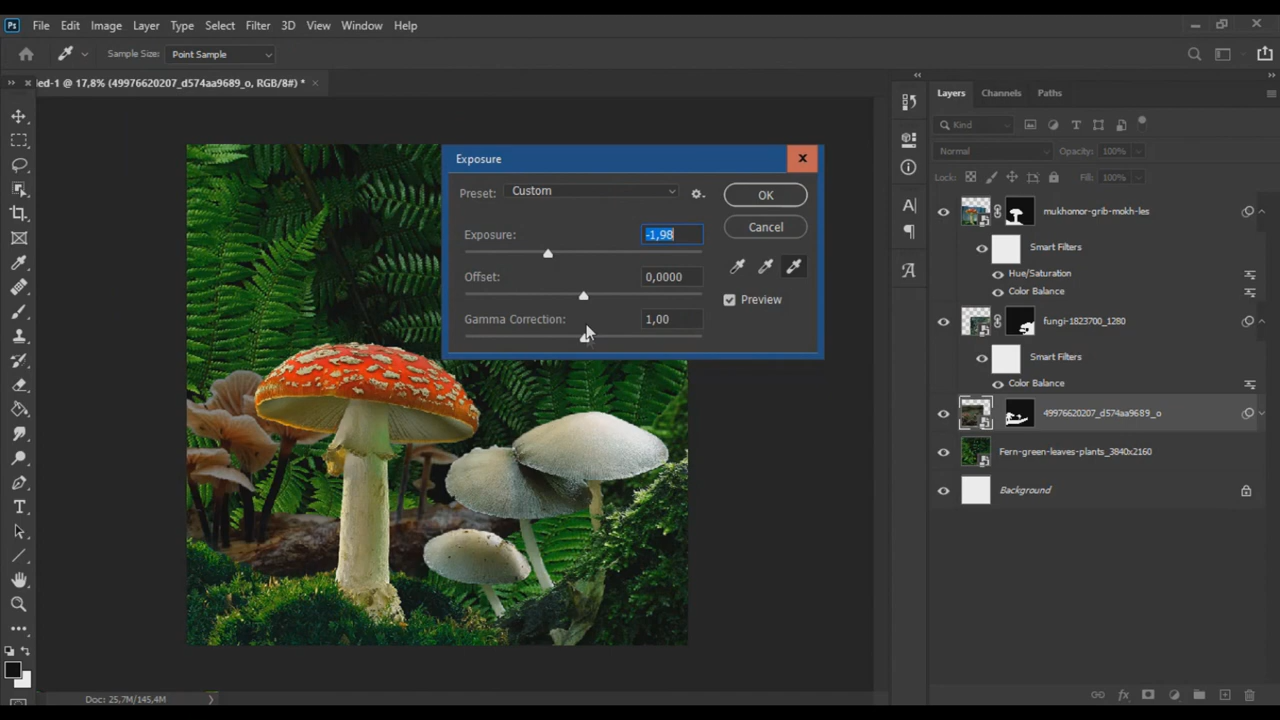 Ps File Edit Image Layer Type Select Filter 3D View Window Help
Sample Size: Point Sample
led-1 @ 17,8% (49976620207_d574aa9689_o, RGB/8#) *
Layers Channels Paths
Kind
Normal Opacity: 100%
Lock: Fill: 100%
mukhomor-grib-mokh-les
Smart Filters
Hue/Saturation
Color Balance
fungi-1823700_1280
Smart Filters
Color Balance
49976620207_d574aa9689_o
Fern-green-leaves-plants_3840x2160
Background
Exposure
Preset: Custom
OK
Exposure: -1,98
Cancel
Offset: 0,0000
Preview
Gamma Correction: 1,00
Doc: 25,7M/145,4M